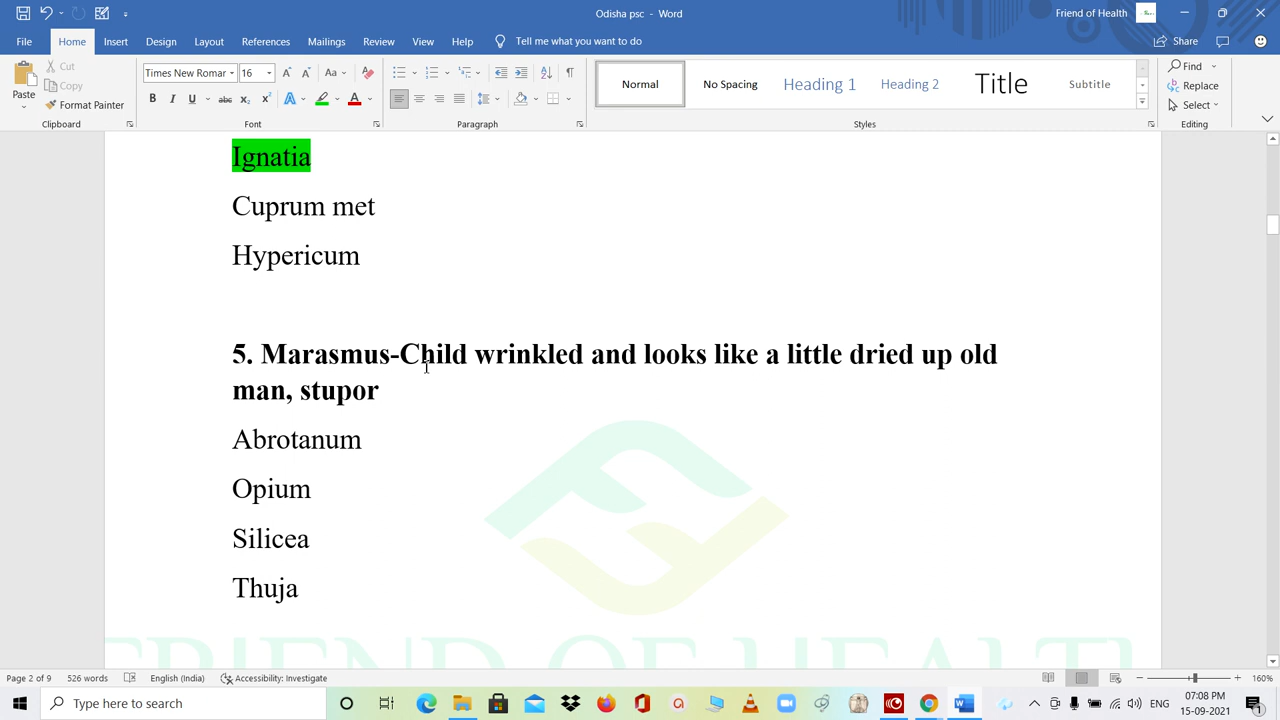 Odisha psc - Word
Friend of Health
File Home Insert Design Layout References Mailings Review View Help Tell me what you want to do Share
Paste
Cut
Copy
Format Painter
Times New Romar 16
Normal
No Spacing
Heading 1
Heading 2
Title
Subtitle
Find
Replace
Select
Clipboard Font Paragraph Styles Editing
Ignatia
Cuprum met
Hypericum
5. Marasmus-Child wrinkled and looks like a little dried up old
man, stupor
Abrotanum
Opium
Silicea
Thuja
FRIEND OF HEALTH
Page 2 of 9 526 words English (India) Accessibility: Investigate 160%
Type here to search
ENG
07:08 PM
15-09-2021